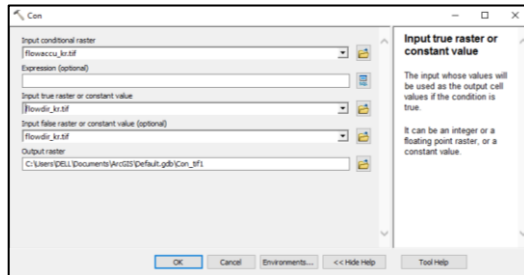 Con
Input conditional raster
flowaccu_kr.tif
Expression (optional)
Input true raster or constant value
flowdir_kr.tif
Input false raster or constant value (optional)
flowdir_kr.tif
Output raster
C:\Users\DELL\Documents\ArcGIS\Default.gdb\Con_tif1
OK
Cancel
Environments...
<< Hide Help
Input true raster or
constant value
The input whose values will
be used as the output cell
values if the condition is
true.
It can be an integer or a
floating point raster, or a
constant value.
Tool Help